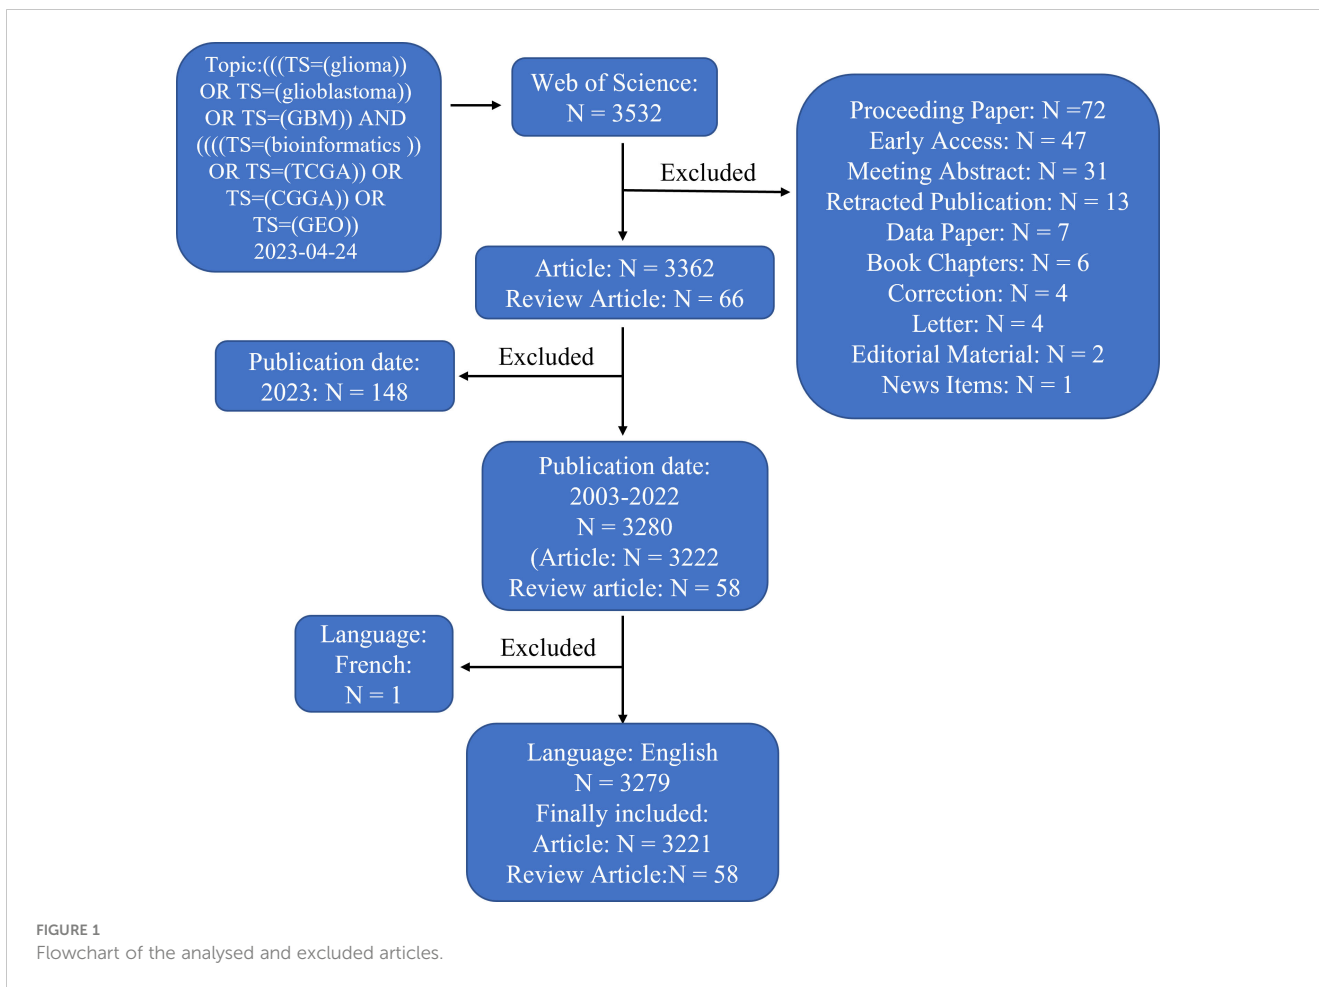 Topic:(((TS=(glioma))
OR TS=(glioblastoma))
OR TS=(GBM)) AND
((((TS=(bioinformatics ))
OR TS=(TCGA)) OR
TS=(CGGA)) OR
TS=(GEO))
2023-04-24
Web of Science:
N = 3532
Excluded
Proceeding Paper: N =72
Early Access: N = 47
Meeting Abstract: N = 31
Retracted Publication: N = 13
Data Paper: N = 7
Book Chapters: N = 6
Correction: N = 4
Letter: N = 4
Editorial Material: N = 2
News Items: N = 1
Article: N = 3362
Review Article: N = 66
Excluded
Publication date:
2023: N = 148
Publication date:
2003-2022
N = 3280
(Article: N = 3222
Review article: N = 58
Excluded
Language:
French:
N = 1
Language: English
N = 3279
Finally included:
Article: N = 3221
Review Article:N = 58
FIGURE 1
Flowchart of the analysed and excluded articles.